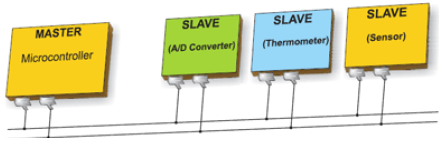 MASTER
Microcontroller
SLAVE
(A/D Converter)
SLAVE
(Thermometer)
SLAVE
(Sensor)